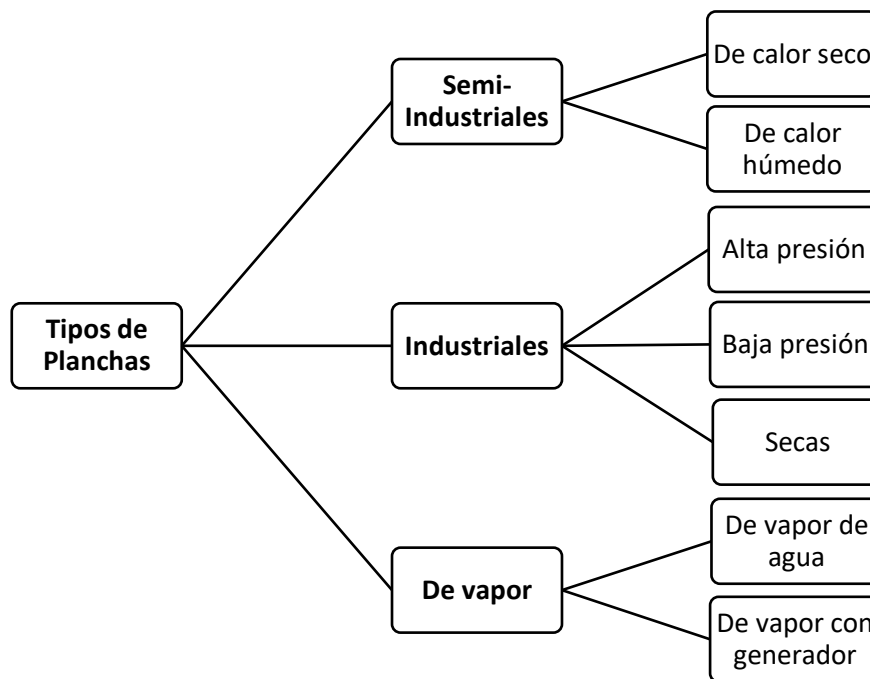 Tipos de
Planchas
Semi-
Industriales
De calor seco
De calor
húmedo
Industriales
Alta presión
Baja presión
Secas
De vapor
De vapor de
agua
De vapor con
generador